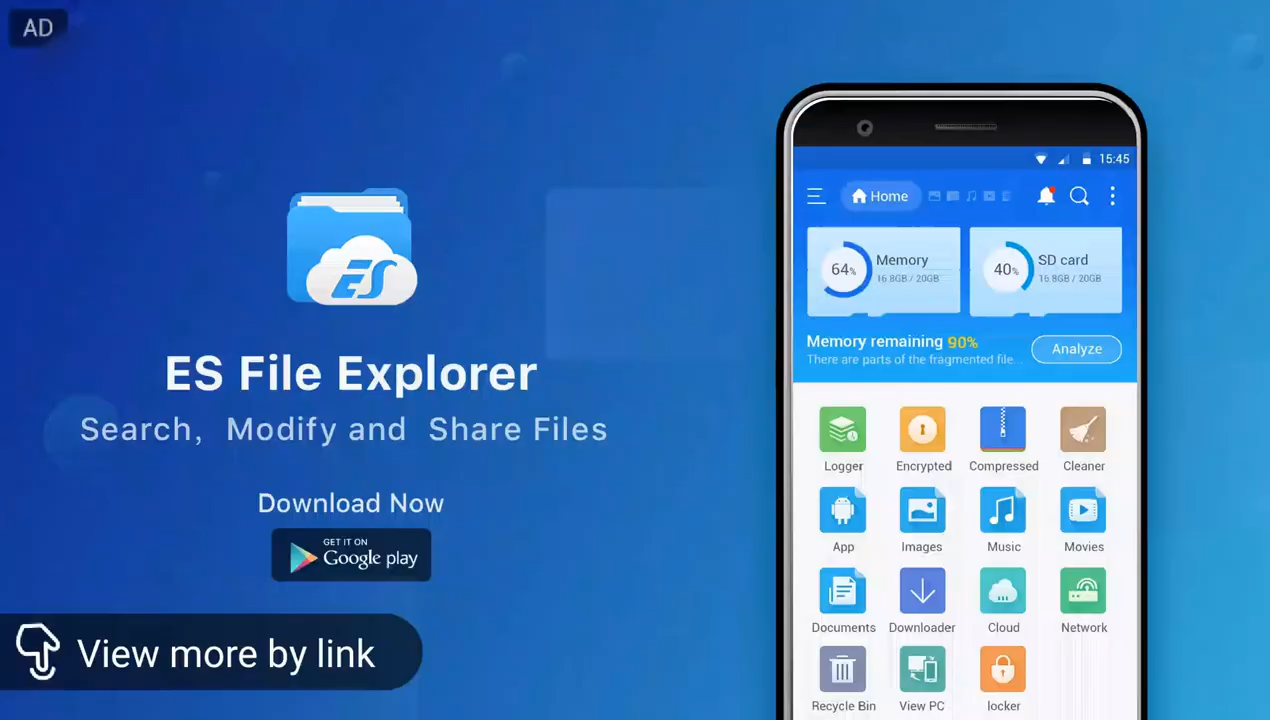 AD
ES
ES File Explorer
Search, Modify and Share Files
Download Now
GET IT ON
Google play
View more by link
15:45
Home
64%
Memory
16.8GB / 20GB
40%
SD card
16.8GB / 20GB
Memory remaining 90%
There are parts of the fragmented file...
Analyze
Logger
Encrypted
Compressed
Cleaner
App
Images
Music
Movies
Documents
Downloader
Cloud
Network
Recycle Bin
View PC
locker